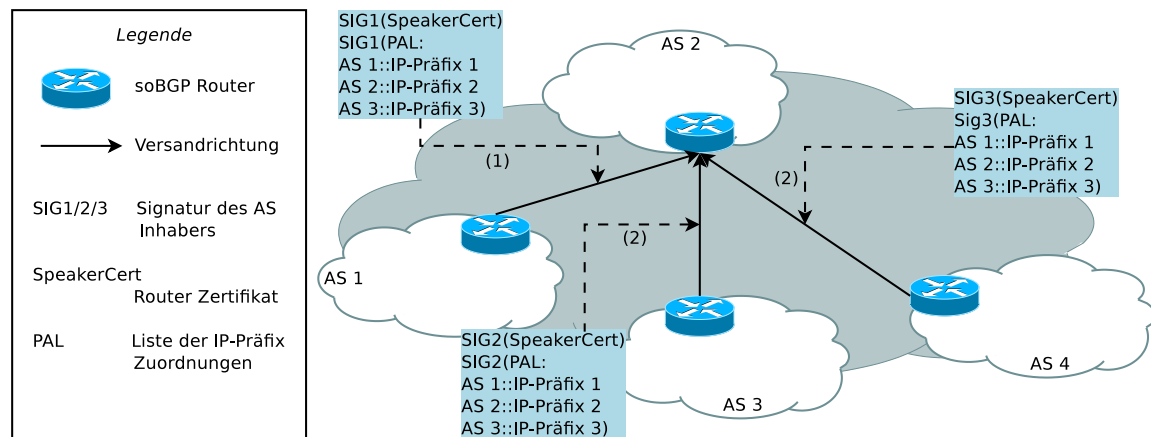 Legende
soBGP Router
Versandrichtung
SIG1/2/3 Signatur des AS
Inhabers
SpeakerCert
Router Zertifikat
PAL Liste der IP-Präfix
Zuordnungen
SIG1(SpeakerCert)
SIG1(PAL:
AS 1::IP-Präfix 1
AS 2::IP-Präfix 2
AS 3::IP-Präfix 3)
AS 2
SIG3(SpeakerCert)
Sig3(PAL:
AS 1::IP-Präfix 1
AS 2::IP-Präfix 2
AS 3::IP-Präfix 3)
(1)
(2)
(2)
AS 1
SIG2(SpeakerCert)
SIG2(PAL:
AS 1::IP-Präfix 1
AS 2::IP-Präfix 2
AS 3::IP-Präfix 3)
AS 3
AS 4